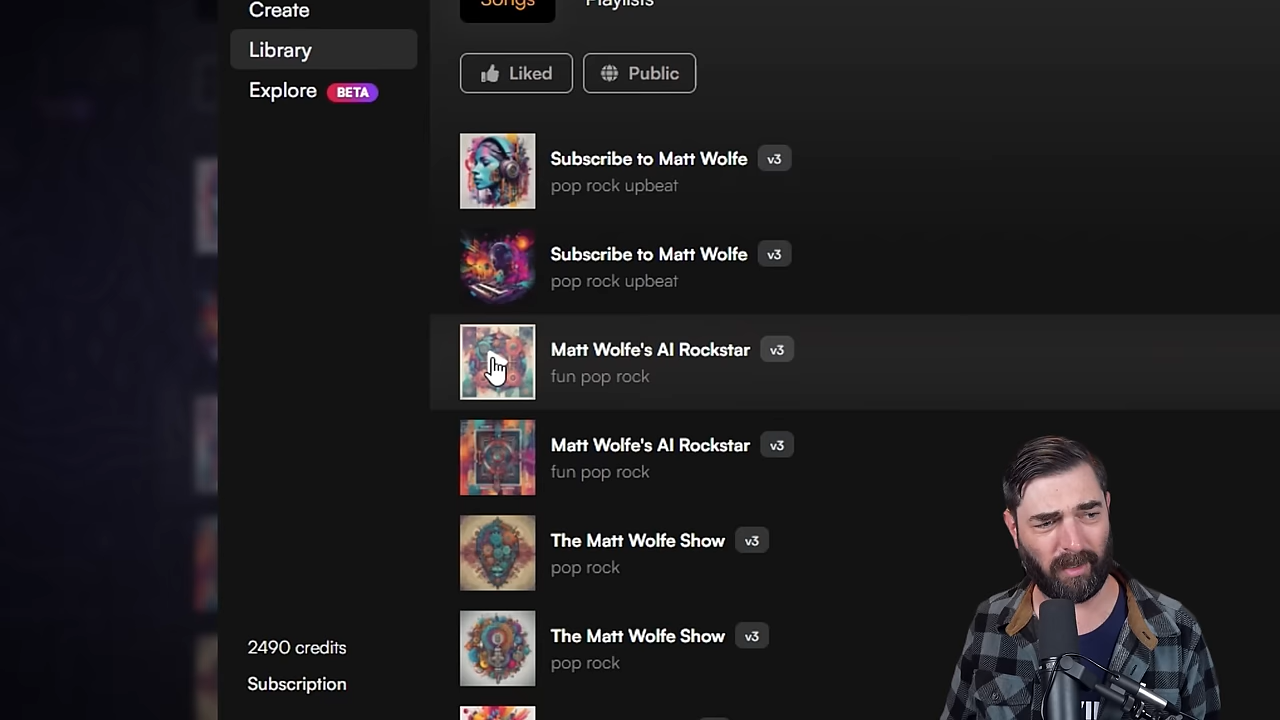 Create
Songs
Playlists
Library
Liked
Public
Explore BETA
Subscribe to Matt Wolfe v3
pop rock upbeat
Subscribe to Matt Wolfe v3
pop rock upbeat
Matt Wolfe's AI Rockstar v3
fun pop rock
Matt Wolfe's AI Rockstar v3
fun pop rock
The Matt Wolfe Show v3
pop rock
The Matt Wolfe Show v3
pop rock
2490 credits
Subscription